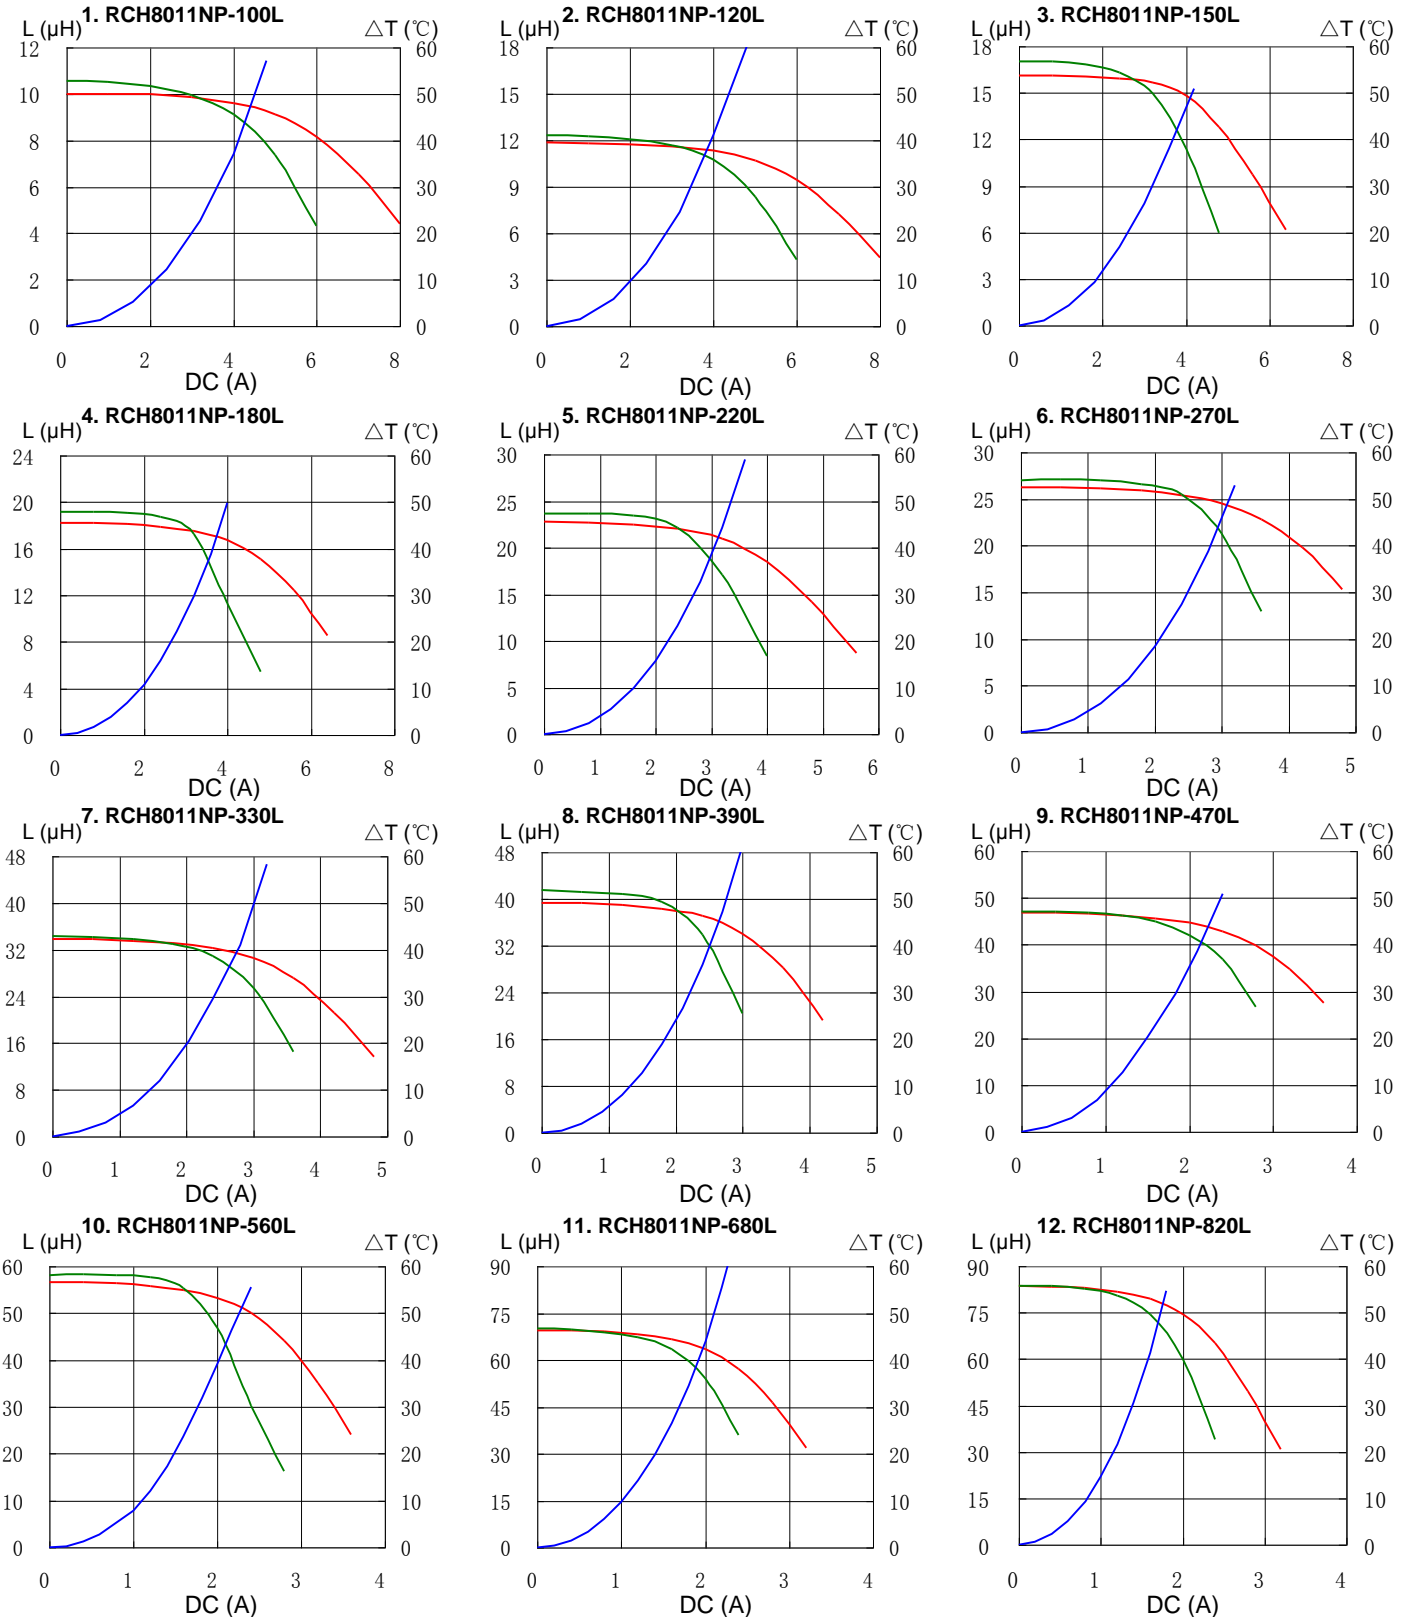 1. RCH8011NP-100L
L (µH)
△T (℃)
12
10
8
6
4
2
0
60
50
40
30
20
10
0
0 2 4 6 8
DC (A)
2. RCH8011NP-120L
L (µH)
△T (℃)
18
15
12
9
6
3
0
60
50
40
30
20
10
0
0 2 4 6 8
DC (A)
3. RCH8011NP-150L
L (µH)
△T (℃)
18
15
12
9
6
3
0
60
50
40
30
20
10
0
0 2 4 6 8
DC (A)
4. RCH8011NP-180L
L (µH)
△T (℃)
24
20
16
12
8
4
0
60
50
40
30
20
10
0
0 2 4 6 8
DC (A)
5. RCH8011NP-220L
L (µH)
△T (℃)
30
25
20
15
10
5
0
60
50
40
30
20
10
0
0 1 2 3 4 5 6
DC (A)
6. RCH8011NP-270L
L (µH)
△T (℃)
30
25
20
15
10
5
0
60
50
40
30
20
10
0
0 1 2 3 4 5
DC (A)
7. RCH8011NP-330L
L (µH)
△T (℃)
48
40
32
24
16
8
0
60
50
40
30
20
10
0
0 1 2 3 4 5
DC (A)
8. RCH8011NP-390L
L (µH)
△T (℃)
48
40
32
24
16
8
0
60
50
40
30
20
10
0
0 1 2 3 4 5
DC (A)
9. RCH8011NP-470L
L (µH)
△T (℃)
60
50
40
30
20
10
0
60
50
40
30
20
10
0
0 1 2 3 4
DC (A)
10. RCH8011NP-560L
L (µH)
△T (℃)
60
50
40
30
20
10
0
60
50
40
30
20
10
0
0 1 2 3 4
DC (A)
11. RCH8011NP-680L
L (µH)
△T (℃)
90
75
60
45
30
15
0
60
50
40
30
20
10
0
0 1 2 3 4
DC (A)
12. RCH8011NP-820L
L (µH)
△T (℃)
90
75
60
45
30
15
0
60
50
40
30
20
10
0
0 1 2 3 4
DC (A)